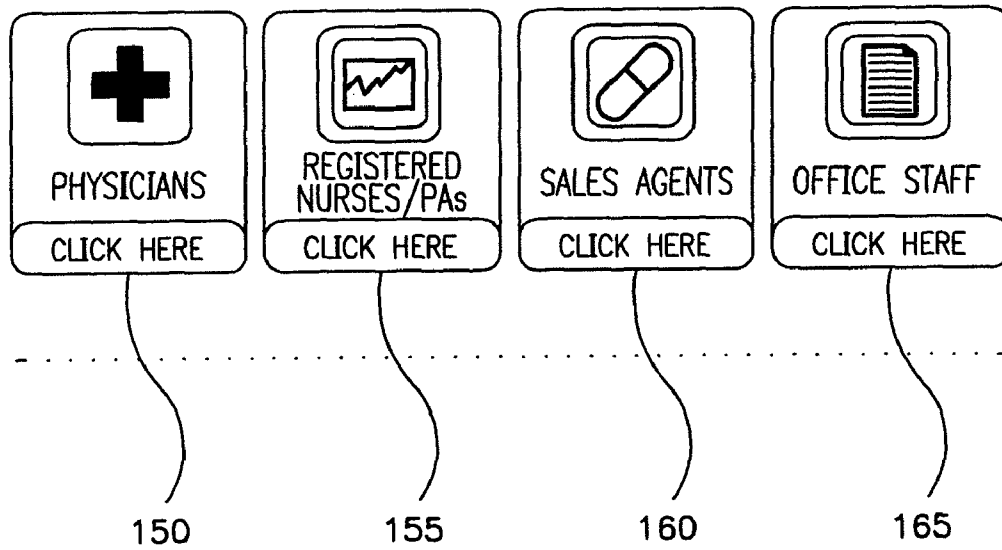 PHYSICIANS
CLICK HERE
REGISTERED
NURSES/PAs
CLICK HERE
SALES AGENTS
CLICK HERE
OFFICE STAFF
CLICK HERE
150
155
160
165